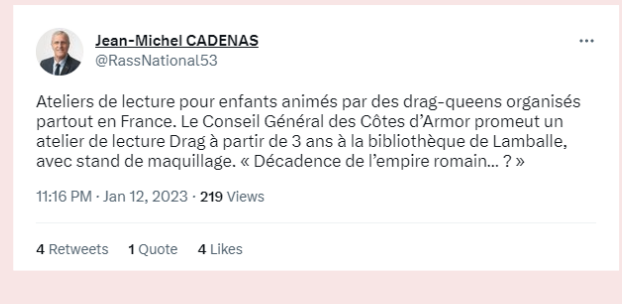 Jean-Michel CADENAS
@RassNational53
Ateliers de lecture pour enfants animés par des drag-queens organisés
partout en France. Le Conseil Général des Côtes d'Armor promeut un
atelier de lecture Drag à partir de 3 ans à la bibliothèque de Lamballe,
avec stand de maquillage. « Décadence de l'empire romain... ? »
11:16 PM · Jan 12, 2023 · 219 Views
4 Retweets 1 Quote 4 Likes